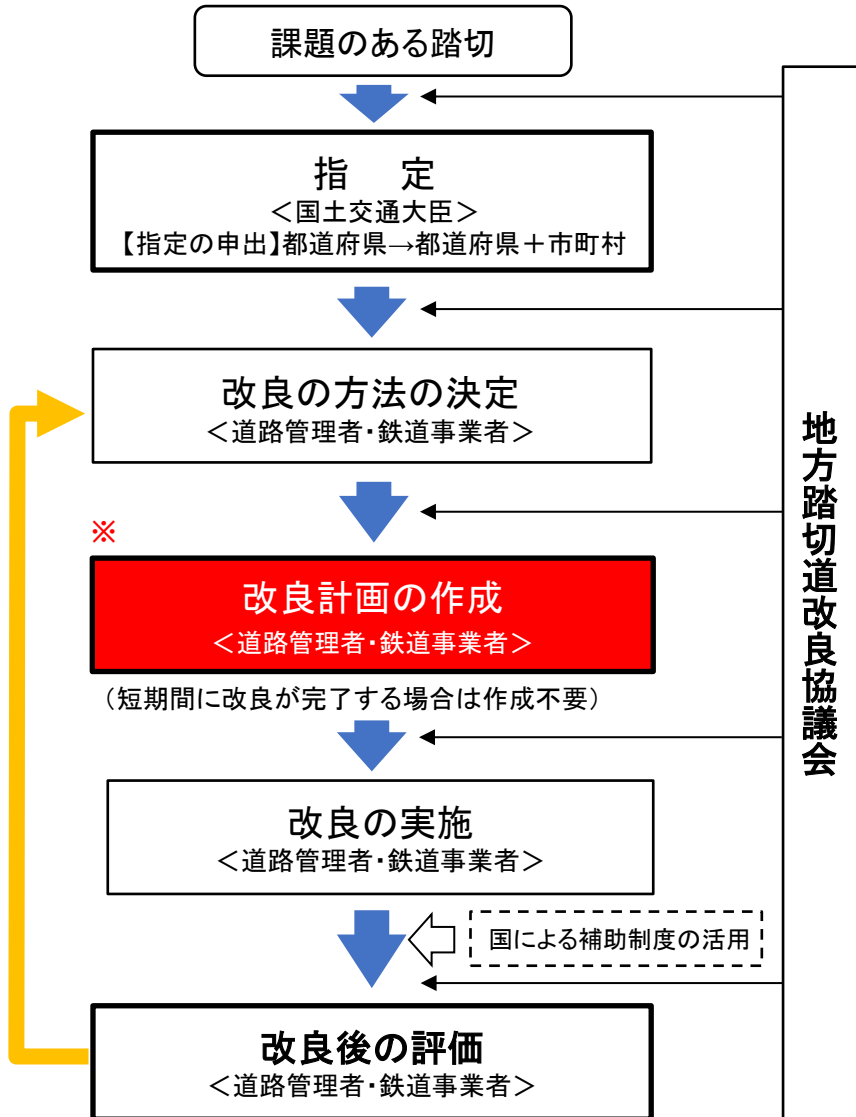 課題のある踏切
指　定
＜国土交通大臣＞
【指定の申出】都道府県→都道府県＋市町村
改良の方法の決定
＜道路管理者・鉄道事業者＞
※
改良計画の作成
＜道路管理者・鉄道事業者＞
（短期間に改良が完了する場合は作成不要）
改良の実施
＜道路管理者・鉄道事業者＞
国による補助制度の活用
改良後の評価
＜道路管理者・鉄道事業者＞
地方踏切道改良協議会